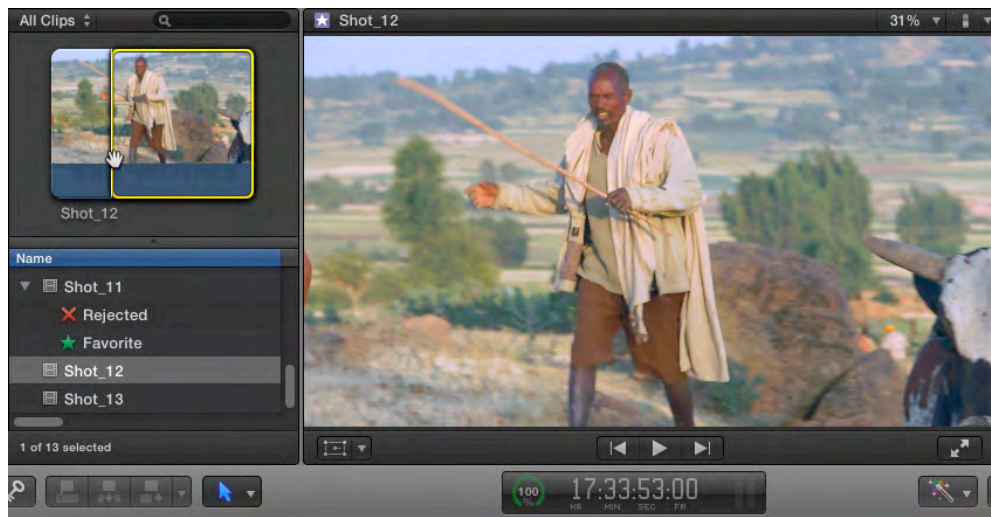 All Clips
Shot_12
31%
Shot_12
Name
Shot_11
Rejected
Favorite
Shot_12
Shot_13
1 of 13 selected
100
%
17:33:53:00
HR MIN SEC FR